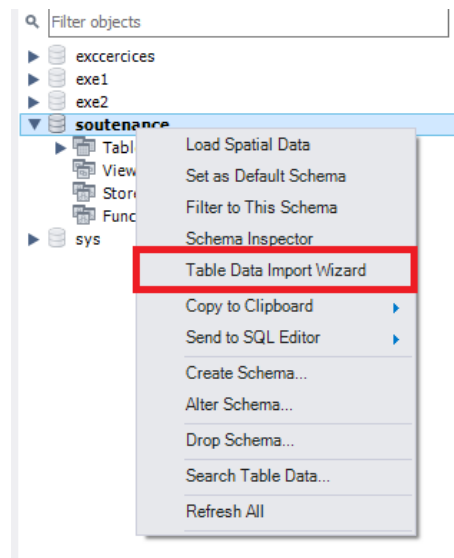 Filter objects
exccercices
exe1
exe2
soutenance
Tabl
View
Store
Func
sys
Load Spatial Data
Set as Default Schema
Filter to This Schema
Schema Inspector
Table Data Import Wizard
Copy to Clipboard
Send to SQL Editor
Create Schema...
Alter Schema...
Drop Schema...
Search Table Data...
Refresh All